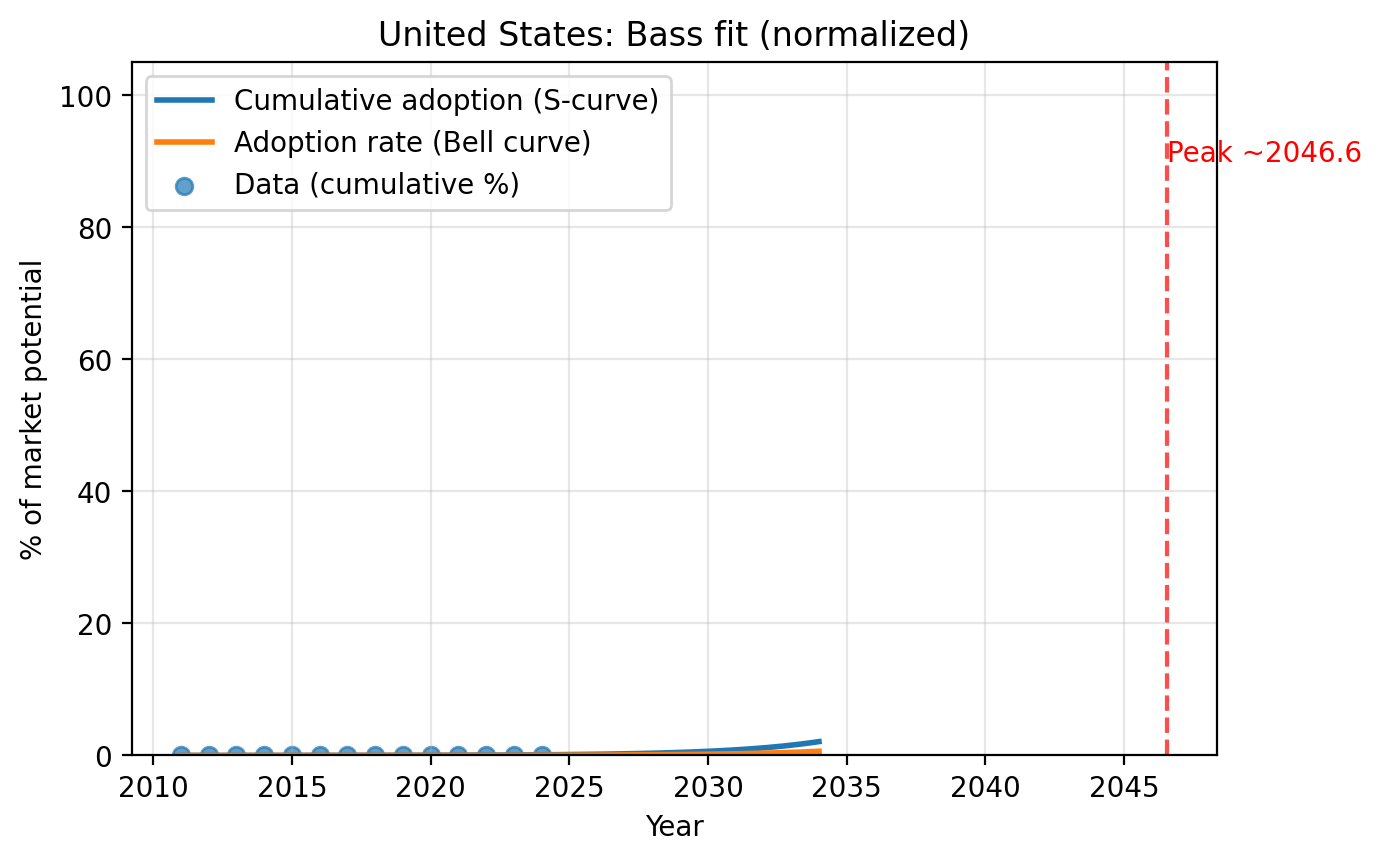 United States: Bass fit (normalized)
Cumulative adoption (S-curve)
Adoption rate (Bell curve)
Data (cumulative %)
Peak ~2046.6
% of market potential
100
80
60
40
20
0
2010 2015 2020 2025 2030 2035 2040 2045
Year